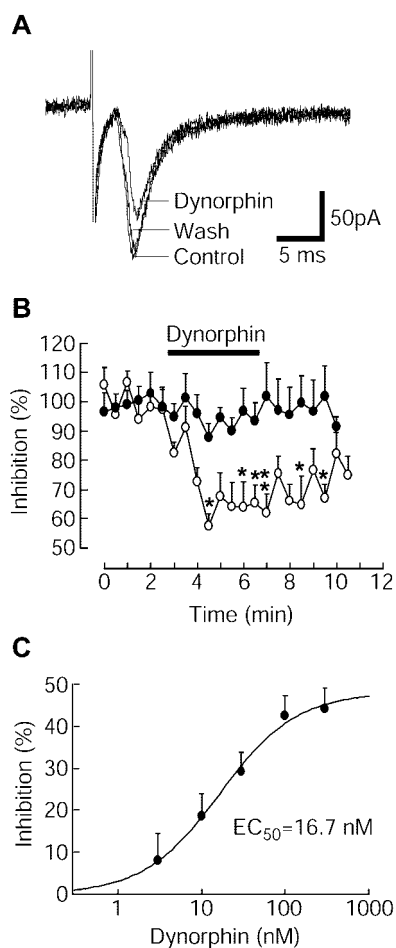 A
Dynorphin
Wash
Control
50pA
5 ms
B
Dynorphin
Inhibition (%)
120
110
100
90
80
70
60
50
* * * * * * *
0 2 4 6 8 10 12
Time (min)
C
Inhibition (%)
50
40
30
20
10
0
EC50=16.7 nM
1 10 100 1000
Dynorphin (nM)